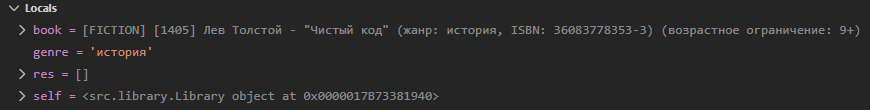 Locals
book = [FICTION] [1405] Лев Толстой - "Чистый код" (жанр: история, ISBN: 36083778353-3) (возрастное ограничение: 9+)
genre = 'история'
res = []
self = <src.library.Library object at 0x0000017B73381940>